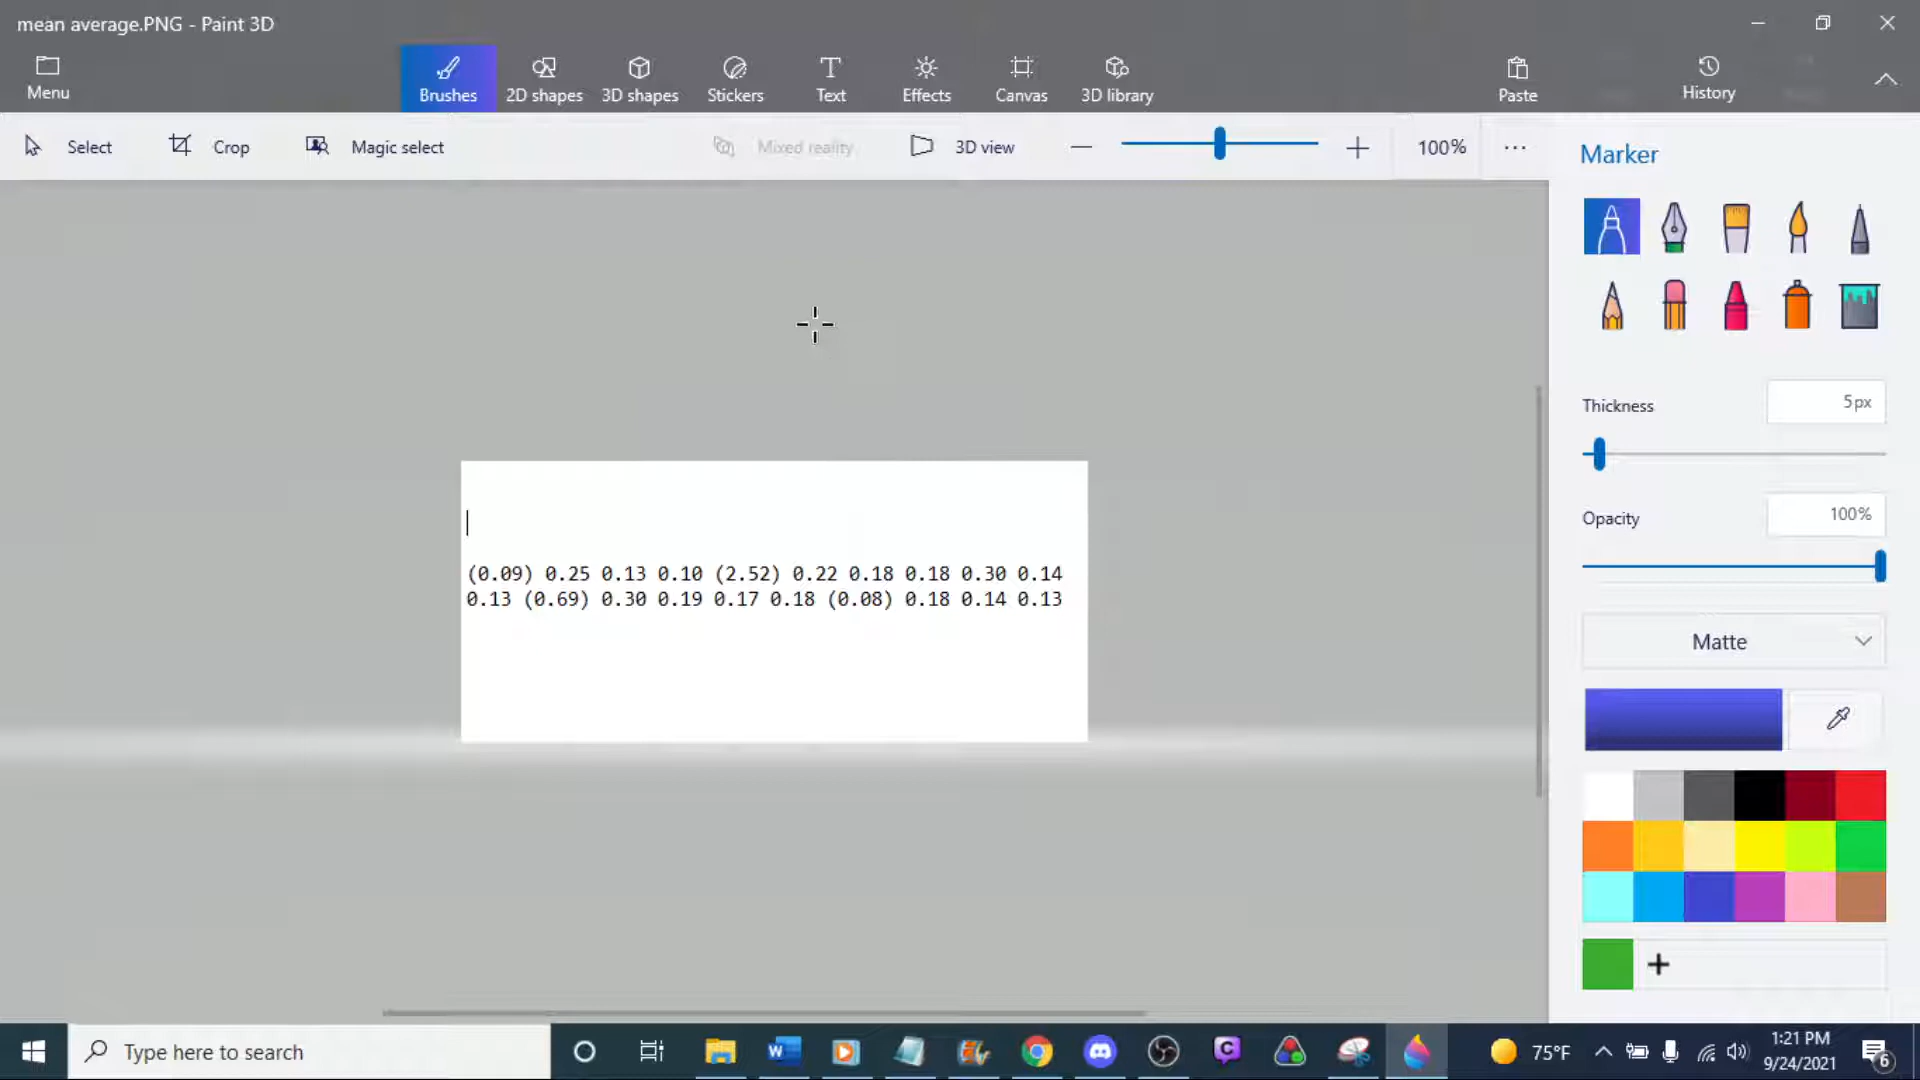 mean average.PNG - Paint 3D
Menu
Brushes 2D shapes 3D shapes Stickers Text Effects Canvas 3D library Paste History
Select Crop Magic select Mixed reality 3D view 100%
Marker
Thickness 5px
Opacity 100%
Matte
(0.09) 0.25 0.13 0.10 (2.52) 0.22 0.18 0.18 0.30 0.14
0.13 (0.69) 0.30 0.19 0.17 0.18 (0.08) 0.18 0.14 0.13
Type here to search
W
C
75°F
1:21 PM
9/24/2021
6